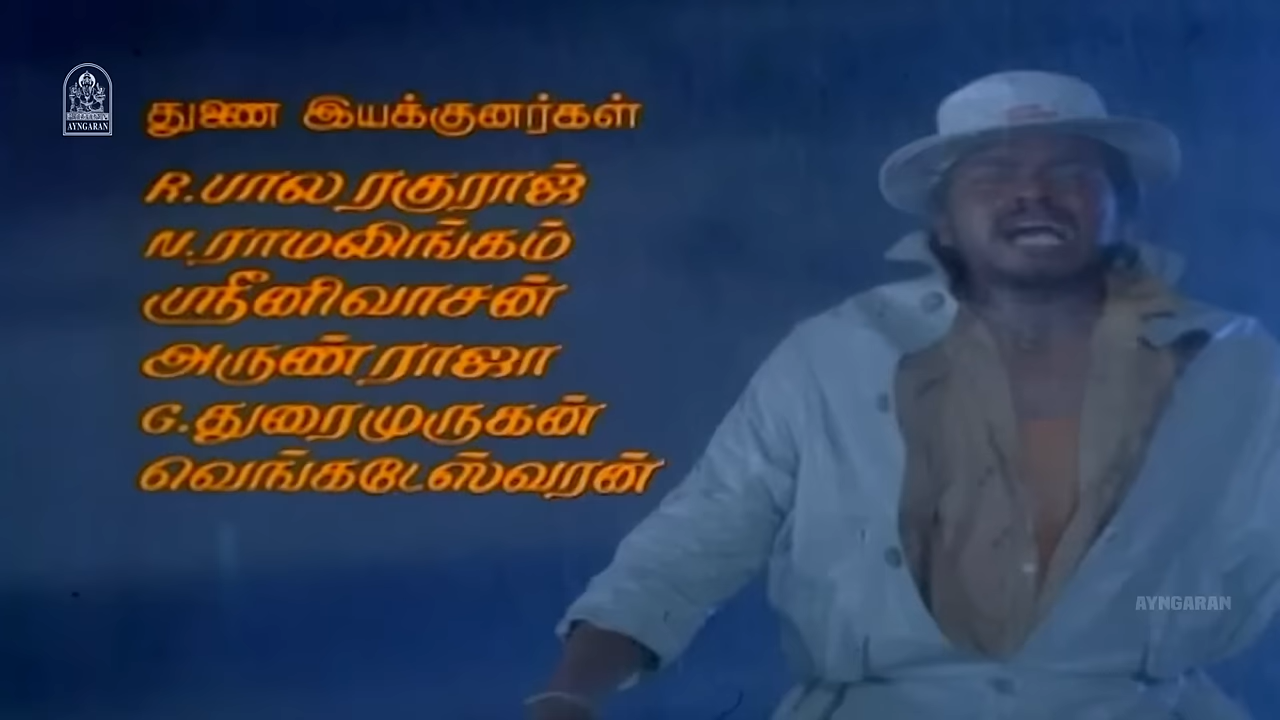 AYNGARAN
துணை இயக்குனர்கள்
R.பால ரகுராஜ்
N.ராமலிங்கம்
ஸ்ரீனிவாசன்
அருண்ராஜா
G.துரைமுருகன்
வெங்கடேஸ்வரன்
AYNGARAN